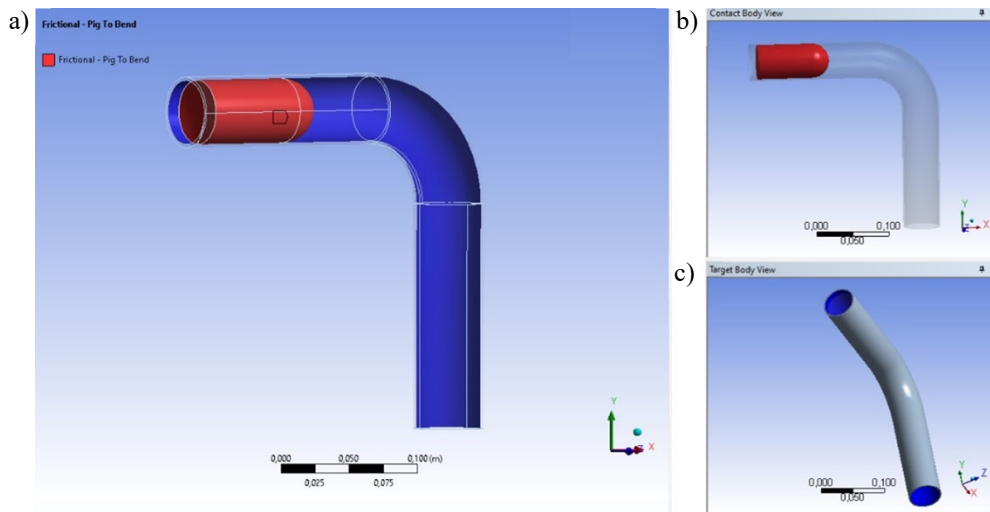 a)
Frictional - Pig To Bend
Frictional - Pig To Bend
0,000 0,050 0,100 (m)
0,025 0,075
Y
Z X
b)
Contact Body View
0,000 0,100
0,050
Y
Z X
c)
Target Body View
0,000 0,100
0,050
Y
Z
X